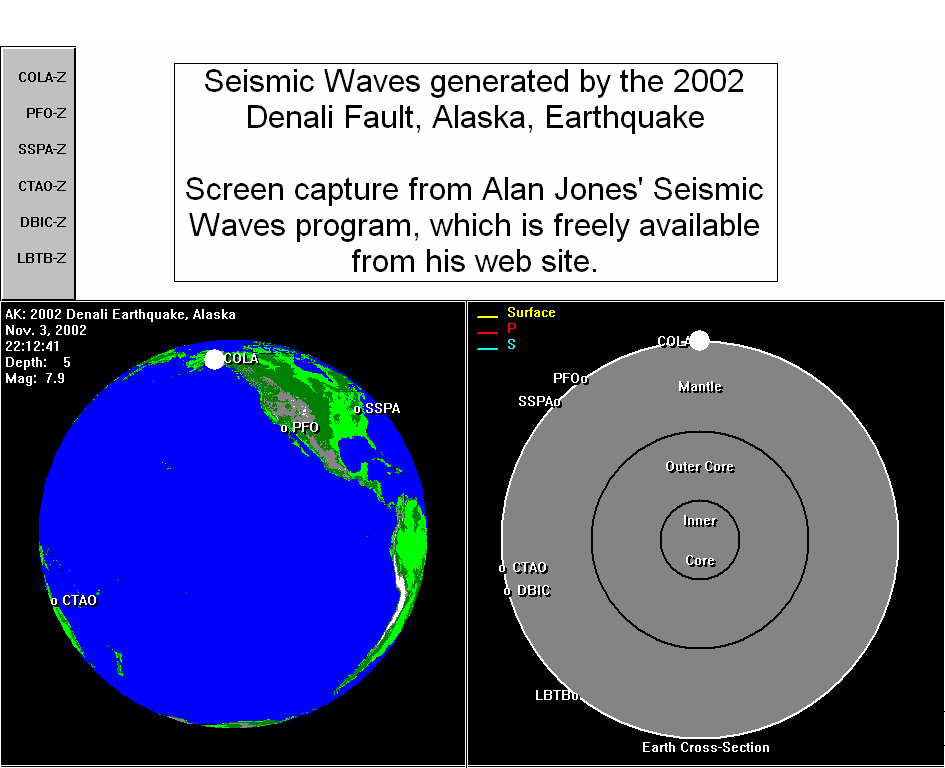 COLA-Z
PFO-Z
SSPA-Z
CTAO-Z
DBIC-Z
LBTB-Z
Seismic Waves generated by the 2002
Denali Fault, Alaska, Earthquake
Screen capture from Alan Jones' Seismic
Waves program, which is freely available
from his web site.
AK: 2002 Denali Earthquake, Alaska
Nov. 3, 2002
22:12:41
Depth: 5
Mag: 7.9
COLA
SSPA
PFO
CTAO
Surface
P
S
COLA
PFO
SSPA
Mantle
Outer Core
Inner
Core
CTAO
DBIC
LBTB
Earth Cross-Section